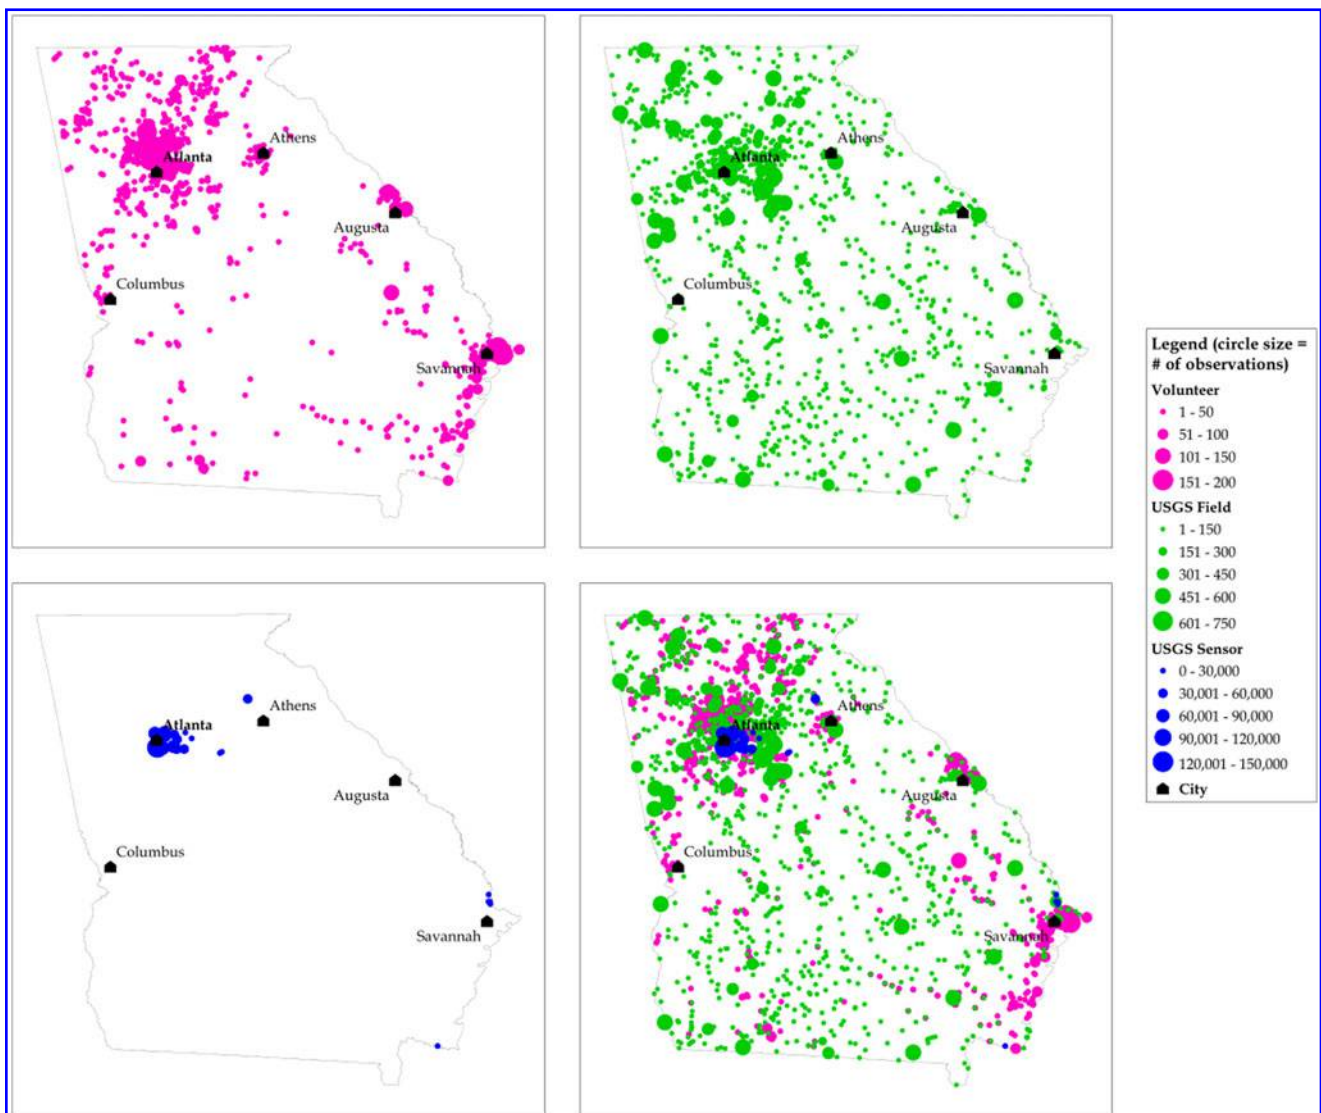 Athens
Atlanta
Augusta
Columbus
Savannah
Athens
Atlanta
Augusta
Columbus
Savannah
Athens
Atlanta
Augusta
Columbus
Savannah
Athens
Atlanta
Augusta
Columbus
Savannah
Legend (circle size =
# of observations)
Volunteer
1 - 50
51 - 100
101 - 150
151 - 200
USGS Field
1 - 150
151 - 300
301 - 450
451 - 600
601 - 750
USGS Sensor
0 - 30,000
30,001 - 60,000
60,001 - 90,000
90,001 - 120,000
120,001 - 150,000
City